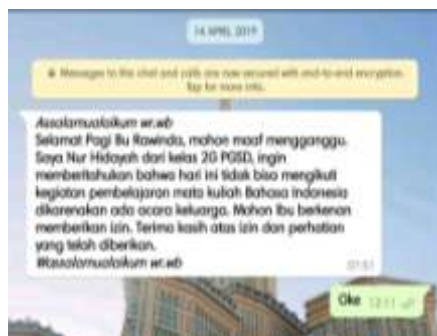 14 APRIL 2019
Messages to this chat and calls are now secured with end-to-end encryption.
Tap for more info.
Assalamualaikum wr.wb
Selamat Pagi Bu Rawinda, mohon maaf mengganggu.
Saya Nur Hidayah dari kelas 2G PGSD, ingin
memberitahukan bahwa hari ini tidak bisa mengikuti
kegiatan pembelajaran mata kuliah Bahasa Indonesia
dikarenakan ada acara keluarga. Mohon Ibu berkenan
memberikan izin. Terima kasih atas izin dan perhatian
yang telah diberikan.
Wassalamualaikum wr.wb
07:51
Oke 12:11